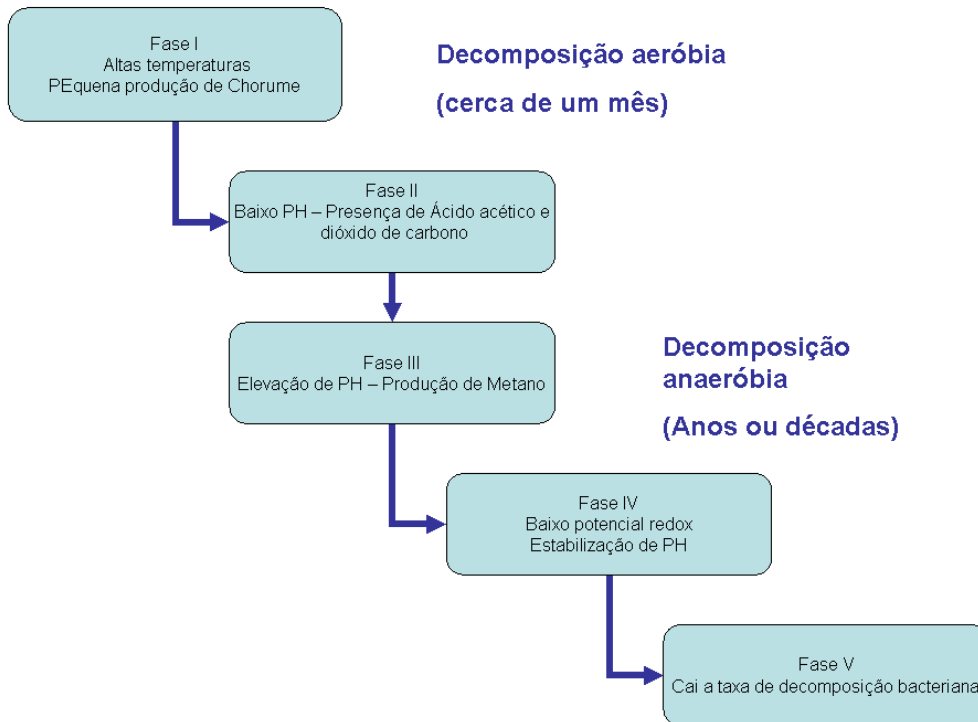 Fase I
Altas temperaturas
PEquena produção de Chorume
Decomposição aeróbia
(cerca de um mês)
Fase II
Baixo PH – Presença de Ácido acético e
dióxido de carbono
Fase III
Elevação de PH – Produção de Metano
Decomposição
anaeróbia
(Anos ou décadas)
Fase IV
Baixo potencial redox
Estabilização de PH
Fase V
Cai a taxa de decomposição bacteriana